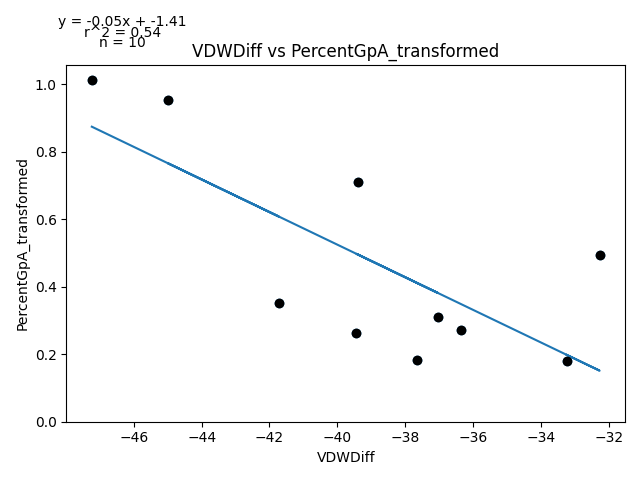 y = -0.05x + -1.41
r^2 = 0.54
n = 10
VDWDiff vs PercentGpA_transformed
PercentGpA_transformed
1.0
0.8
0.6
0.4
0.2
0.0
−46 −44 −42 −40 −38 −36 −34 −32
VDWDiff